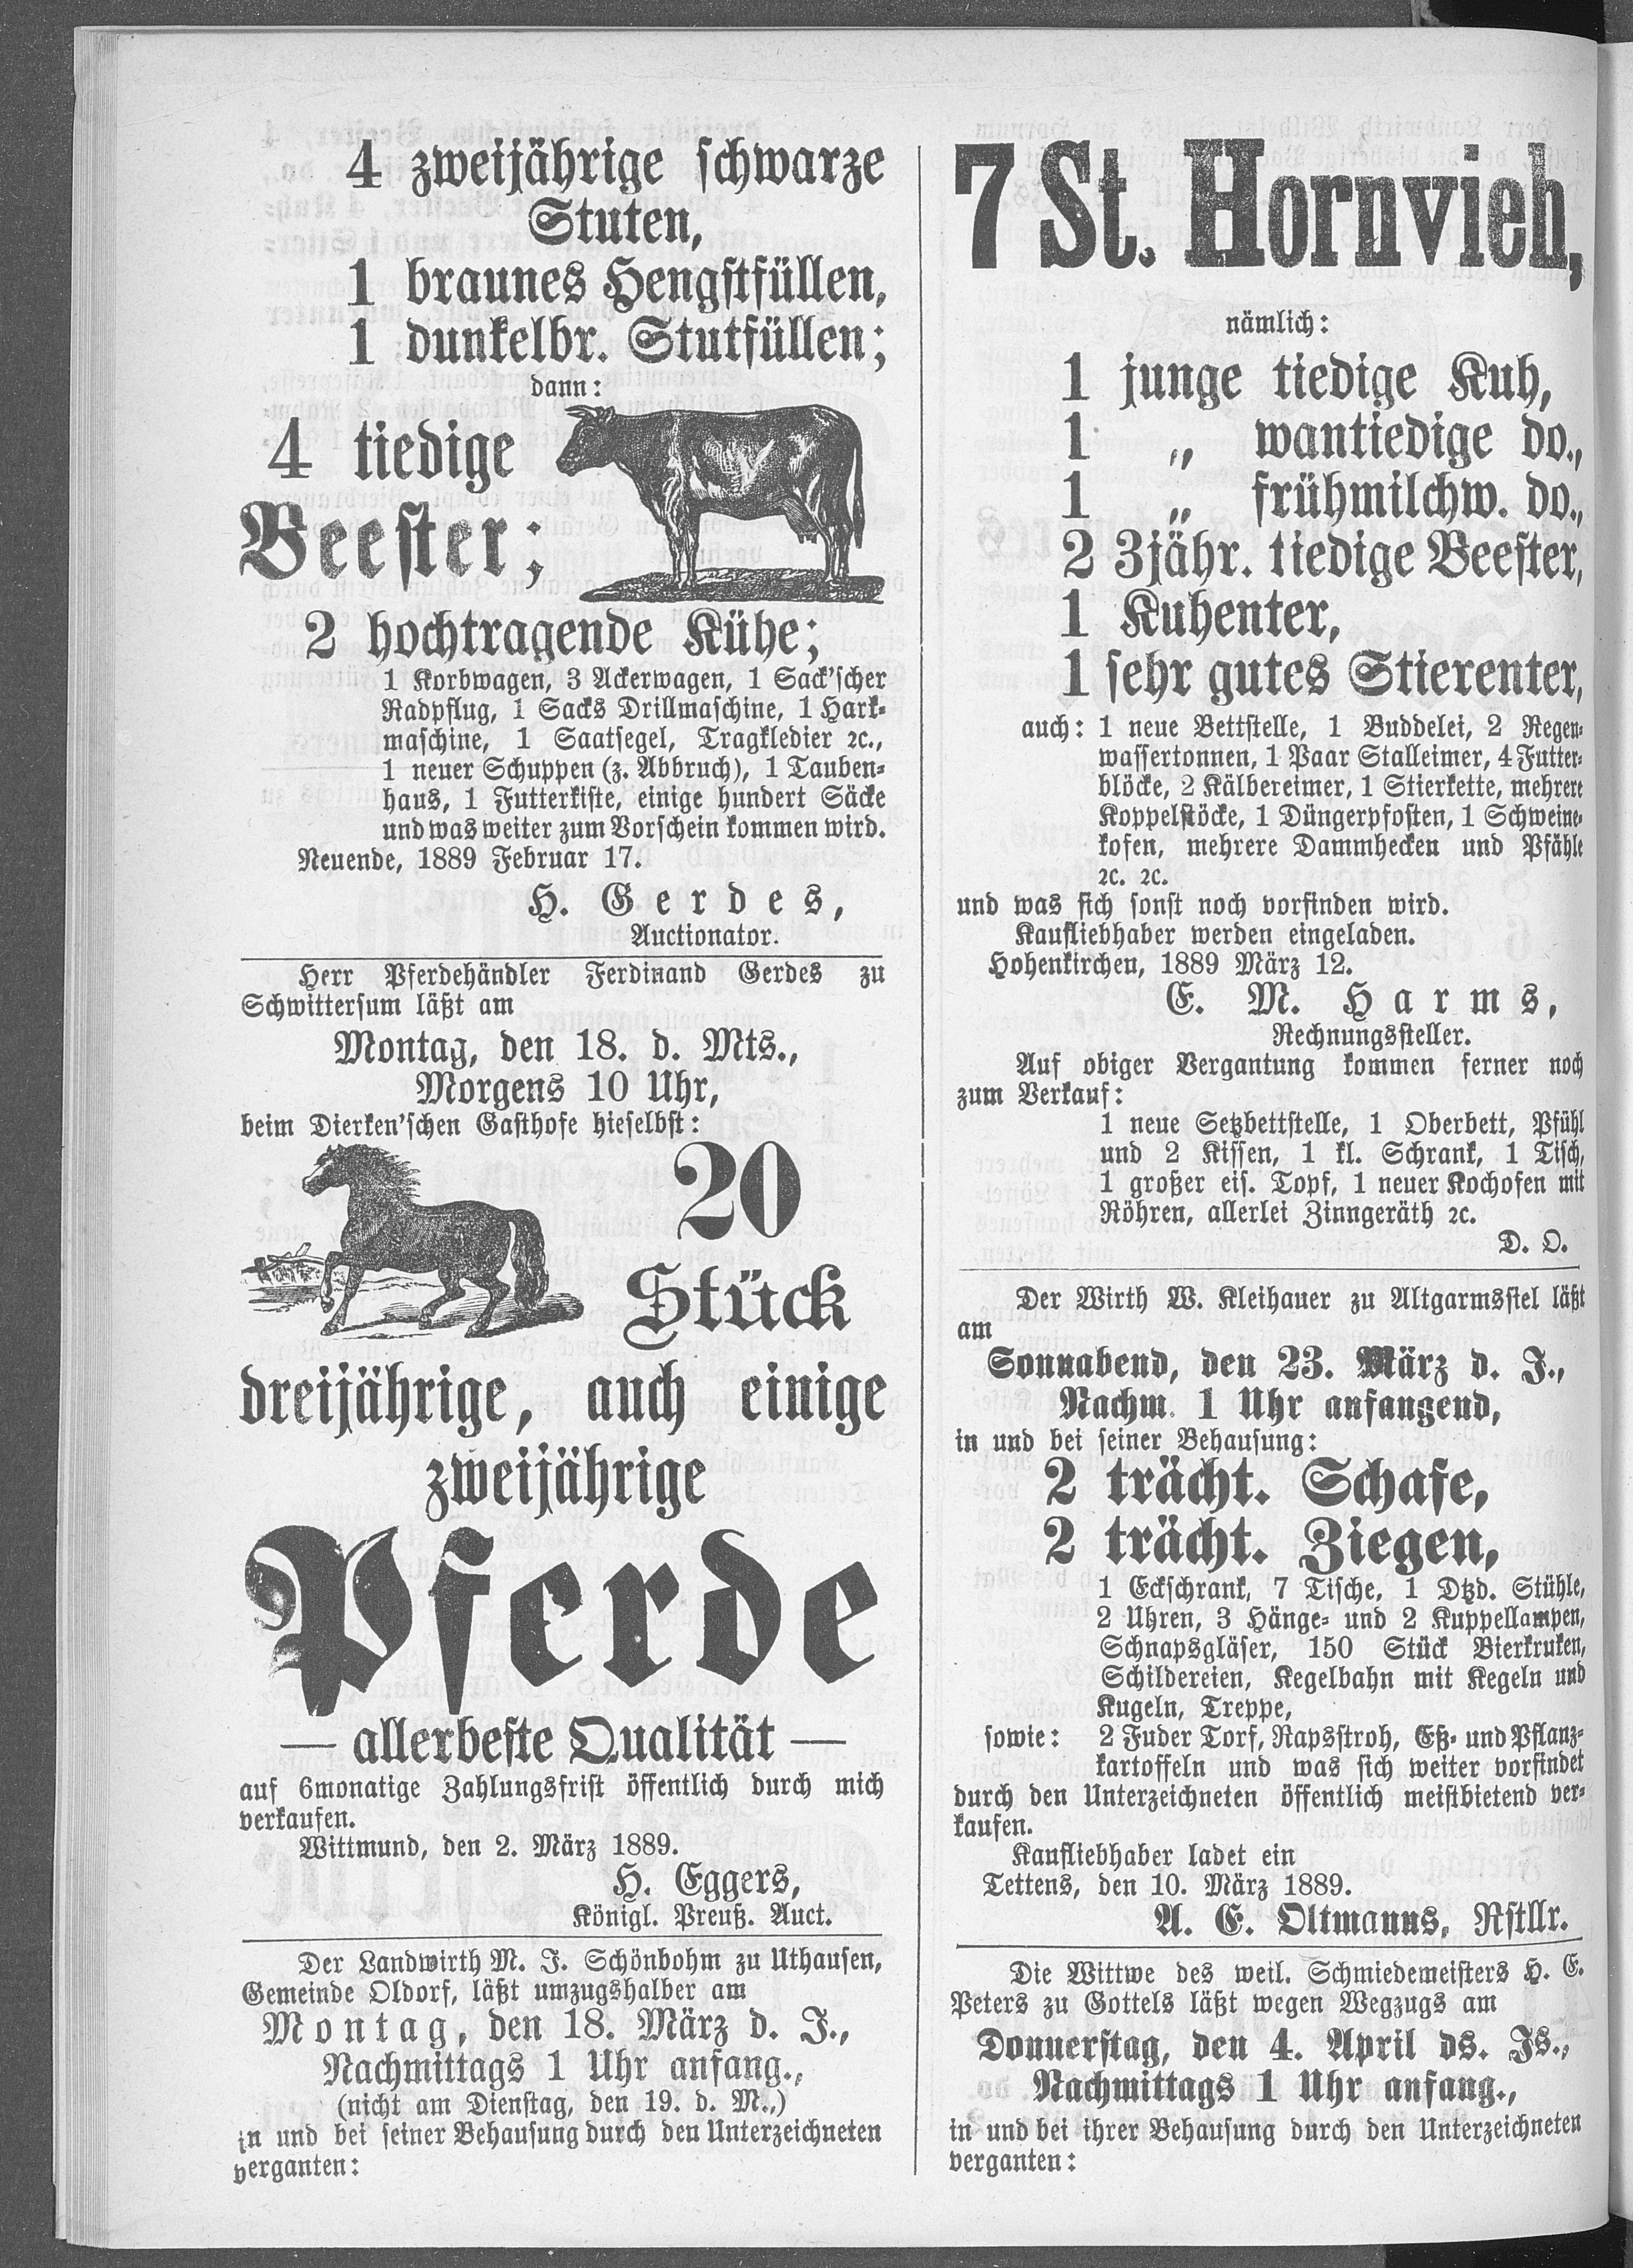 4 zweijährige schwarze
Stuten,
1 braunes Hengstfüllen,
1 dunkelbr. Stutfüllen;
dann:
4 tiedige
Beester;
2 hochtragende Kühe;
1 Korbwagen, 3 Ackerwagen, 1 Sack'scher
Radpflug, 1 Sacks Drillmaschine, 1 Hark-
maschine, 1 Saatsegel, Tragkledier ꝛc.,
1 neuer Schuppen (z. Abbruch), 1 Tauben-
haus, 1 Futterkiste, einige hundert Säcke
und was weiter zum Vorschein kommen wird.
Neuende, 1889 Februar 17.
H. Gerdes,
Auctionator.
Herr Pferdehändler Ferdinand Gerdes zu
Schwittersum läßt am
Montag, den 18. d. Mts.,
Morgens 10 Uhr,
beim Dierken'schen Gasthofe hieselbst:
20
Stück
dreijährige, auch einige
zweijährige
Pferde
— allerbeste Qualität —
auf 6monatige Zahlungsfrist öffentlich durch mich
verkaufen.
Wittmund, den 2. März 1889.
H. Eggers,
Königl. Preuß. Auct.
Der Landwirth M. J. Schönbohm zu Uthausen,
Gemeinde Oldorf, läßt umzugshalber am
Montag, den 18. März d. J.,
Nachmittags 1 Uhr anfang.,
(nicht am Dienstag, den 19. d. M.,)
in und bei seiner Behausung durch den Unterzeichneten
verganten:
7 St. Hornvieh,
nämlich:
1 junge tiedige Kuh,
1 „ wantiedige do.,
1 „ frühmilchw. do.,
2 3jähr. tiedige Beester,
1 Kuhenter,
1 sehr gutes Stierenter,
auch: 1 neue Bettstelle, 1 Buddelei, 2 Regen-
wassertonnen, 1 Paar Stalleimer, 4 Futter-
blöcke, 2 Kälbereimer, 1 Stierkette, mehrere
Koppelstöcke, 1 Düngerpfosten, 1 Schweine-
kofen, mehrere Dammhecken und Pfähle
ꝛc. ꝛc.
und was sich sonst noch vorfinden wird.
Kaufliebhaber werden eingeladen.
Hohenkirchen, 1889 März 12.
E. M. Harms,
Rechnungssteller.
Auf obiger Vergantung kommen ferner noch
zum Verkauf:
1 neue Setzbettstelle, 1 Oberbett, Pfühl
und 2 Kissen, 1 kl. Schrank, 1 Tisch,
1 großer eis. Topf, 1 neuer Kochofen mit
Röhren, allerlei Zinngeräth ꝛc.
D. O.
Der Wirth W. Kleihauer zu Altgarmssiel läßt
am
Sonnabend, den 23. März d. J.,
Nachm. 1 Uhr anfangend,
in und bei seiner Behausung:
2 trächt. Schafe,
2 trächt. Ziegen,
1 Eckschrank, 7 Tische, 1 Dtzd. Stühle,
2 Uhren, 3 Hänge- und 2 Kuppellampen,
Schnapsgläser, 150 Stück Bierkruken,
Schildereien, Kegelbahn mit Kegeln und
Kugeln, Treppe,
sowie: 2 Fuder Torf, Rapsstroh, Eß- und Pflanz-
kartoffeln und was sich weiter vorfindet
durch den Unterzeichneten öffentlich meistbietend ver-
kaufen.
Kaufliebhaber ladet ein
Tettens, den 10. März 1889.
A. E. Oltmanns, Rstllr.
Die Wittwe des weil. Schmiedemeisters H. E.
Peters zu Gottels läßt wegen Wegzugs am
Donnerstag, den 4. April ds. Js.,
Nachmittags 1 Uhr anfang.,
in und bei ihrer Behausung durch den Unterzeichneten
verganten: